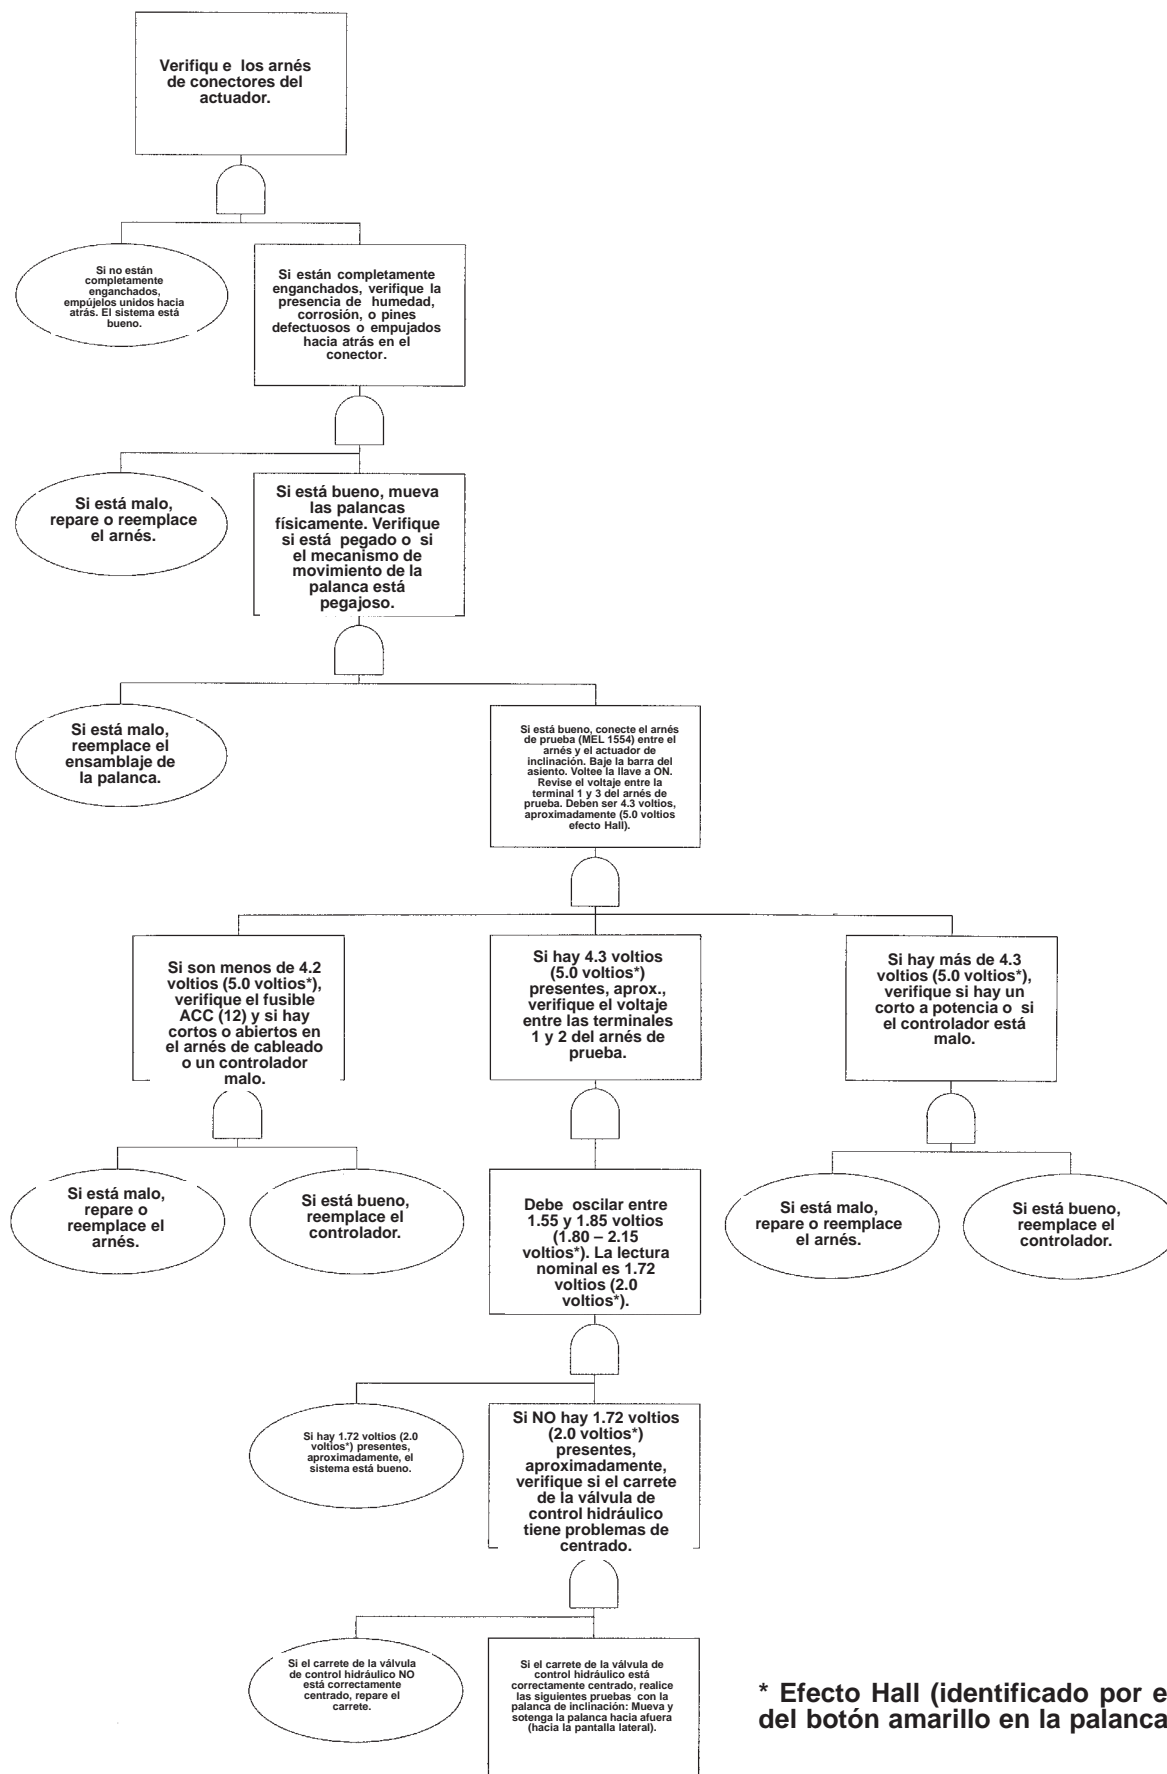 Verifiqu e los arnés
de conectores del
actuador.
Si no están
completamente
enganchados,
empújelos unidos hacia
atrás. El sistema está
bueno.
Si están completamente
enganchados, verifique la
presencia de humedad,
corrosión, o pines
defectuosos o empujados
hacia atrás en el
conector.
Si está malo,
repare o reemplace
el arnés.
Si está bueno, mueva
las palancas
físicamente. Verifique
si está pegado o si
el mecanismo de
movimiento de la
palanca está
pegajoso.
Si está malo,
reemplace el
ensamblaje de
la palanca.
Si está bueno, conecte el arnés
de prueba (MEL 1554) entre el
arnés y el actuador de
inclinación. Baje la barra del
asiento. Voltee la llave a ON.
Revise el voltaje entre la
terminal 1 y 3 del arnés de
prueba. Deben ser 4.3 voltios,
aproximadamente (5.0 voltios
efecto Hall).
Si son menos de 4.2
voltios (5.0 voltios*),
verifique el fusible
ACC (12) y si hay
cortos o abiertos en
el arnés de cableado
o un controlador
malo.
Si hay 4.3 voltios
(5.0 voltios*)
presentes, aprox.,
verifique el voltaje
entre las terminales
1 y 2 del arnés de
prueba.
Si hay más de 4.3
voltios (5.0 voltios*),
verifique si hay un
corto a potencia o si
el controlador está
malo.
Si está malo,
repare o
reemplace el
arnés.
Si está bueno,
reemplace el
controlador.
Debe oscilar entre
1.55 y 1.85 voltios
(1.80 – 2.15
voltios*). La lectura
nominal es 1.72
voltios (2.0
voltios*).
Si está malo,
repare o reemplace
el arnés.
Si está bueno,
reemplace el
controlador.
Si hay 1.72 voltios (2.0
voltios*) presentes,
aproximadamente, el
sistema está bueno.
Si NO hay 1.72 voltios
(2.0 voltios*)
presentes,
aproximadamente,
verifique si el carrete
de la válvula de
control hidráulico
tiene problemas de
centrado.
Si el carrete de la válvula
de control hidráulico NO
está correctamente
centrado, repare el
carrete.
Si el carrete de la válvula de
control hidráulico está
correctamente centrado, realice
las siguientes pruebas con la
palanca de inclinación: Mueva y
sotenga la palanca hacia afuera
(hacia la pantalla lateral).
* Efecto Hall (identificado por e
del botón amarillo en la palanca